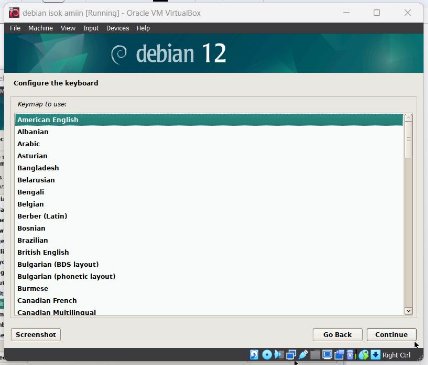 debian isok amiin [Running] - Oracle VM VirtualBox
File Machine View Input Devices Help
debian 12
Configure the keyboard
Keymap to use:
American English
Albanian
Arabic
Asturian
Bangladesh
Belarusian
Bengali
Belgian
Berber (Latin)
Bosnian
Brazilian
British English
Bulgarian (BDS layout)
Bulgarian (phonetic layout)
Burmese
Canadian French
Canadian Multilingual
Screenshot
Go Back
Continue
Right Ctrl